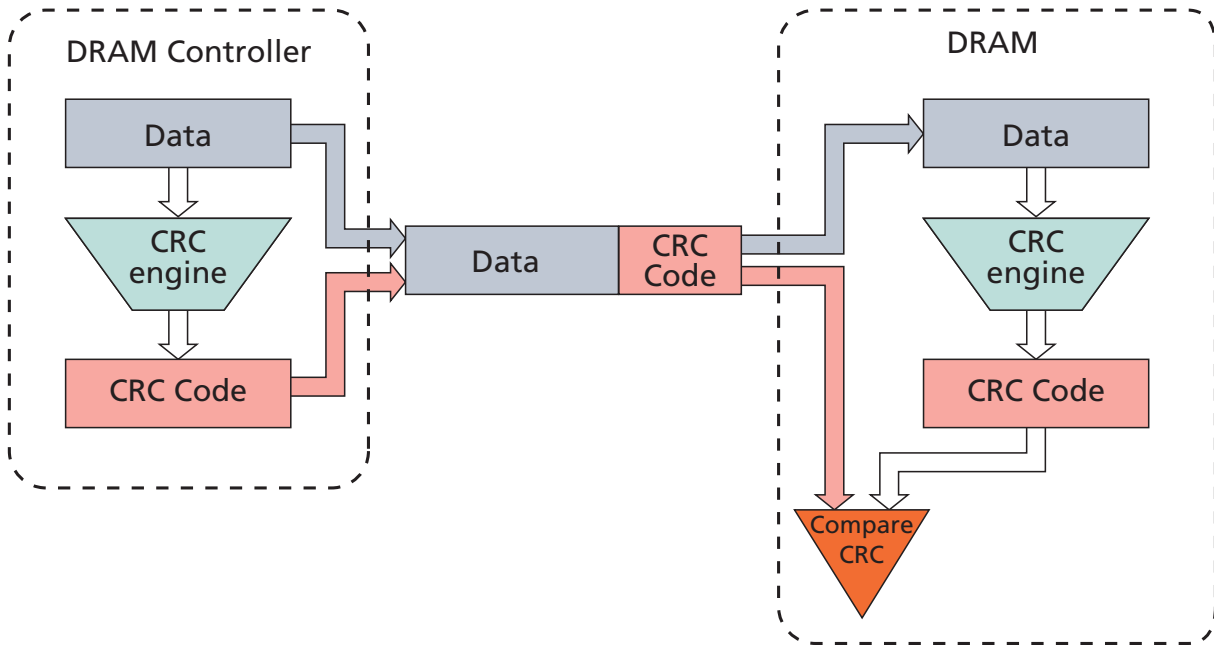 DRAM Controller
Data
CRC
engine
CRC Code
Data
CRC
Code
DRAM
Data
CRC
engine
CRC Code
Compare
CRC